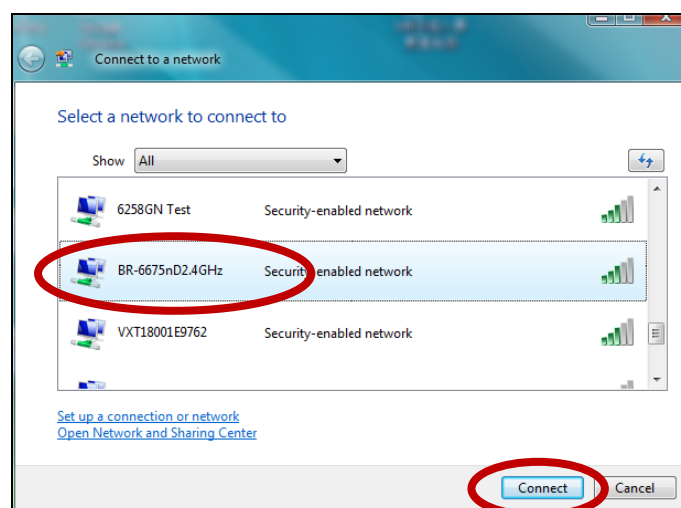 Connect to a network
Select a network to connect to
Show All
6258GN Test Security-enabled network
BR-6675nD2.4GHz Security-enabled network
VXT18001E9762 Security-enabled network
Set up a connection or network
Open Network and Sharing Center
Connect Cancel